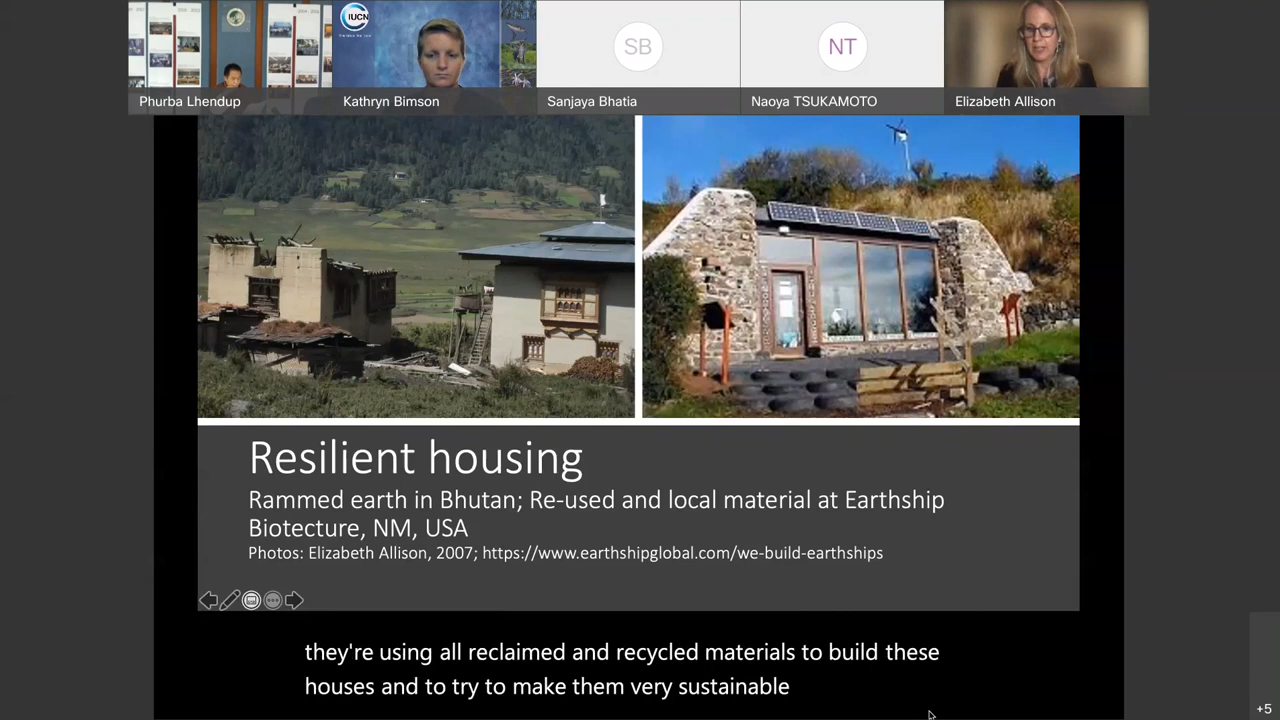 IUCN
Phurba Lhendup
Kathryn Bimson
SB
Sanjaya Bhatia
NT
Naoya TSUKAMOTO
Elizabeth Allison
Resilient housing
Rammed earth in Bhutan; Re-used and local material at Earthship
Biotecture, NM, USA
Photos: Elizabeth Allison, 2007; https://www.earthshipglobal.com/we-build-earthships
they're using all reclaimed and recycled materials to build these
houses and to try to make them very sustainable
+5